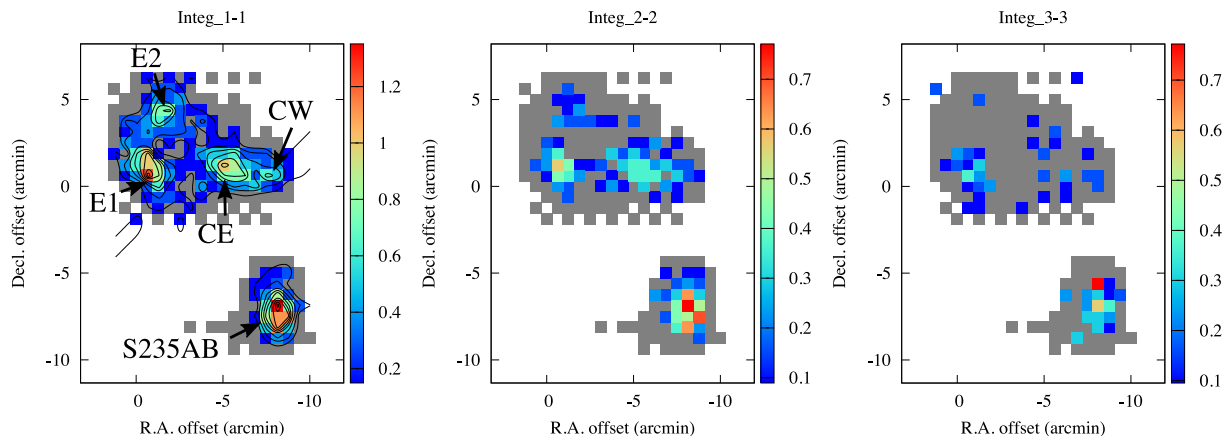 Integ_1-1
Integ_2-2
Integ_3-3
E2
CW
E1
CE
S235AB
Decl. offset (arcmin)
5
0
-5
-10
0
-5
-10
R.A. offset (arcmin)
1.2
1
0.8
0.6
0.4
0.2
Decl. offset (arcmin)
5
0
-5
-10
0
-5
-10
R.A. offset (arcmin)
0.7
0.6
0.5
0.4
0.3
0.2
0.1
Decl. offset (arcmin)
5
0
-5
-10
0
-5
-10
R.A. offset (arcmin)
0.7
0.6
0.5
0.4
0.3
0.2
0.1